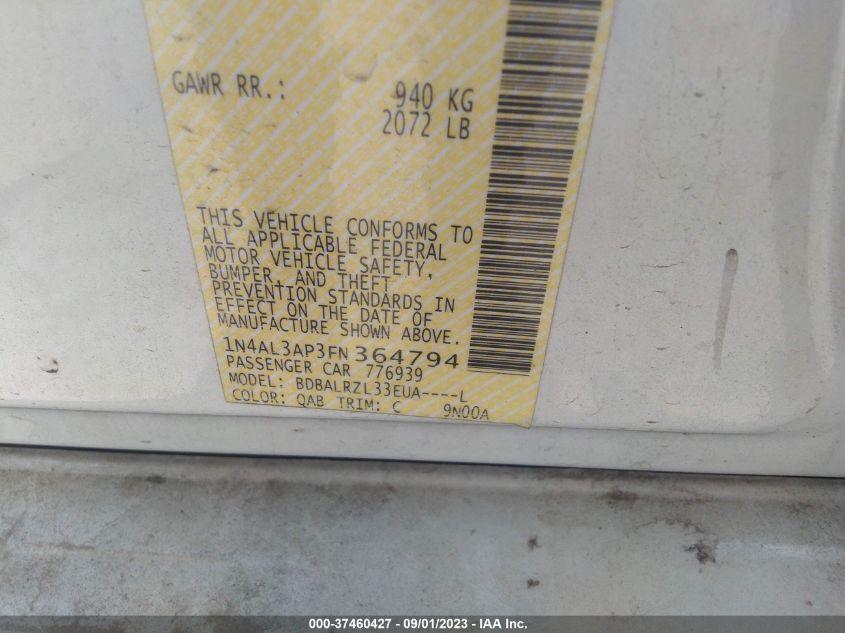 GAWR RR.: 940 KG
2072 LB
THIS VEHICLE CONFORMS TO
ALL APPLICABLE FEDERAL
MOTOR VEHICLE SAFETY,
BUMPER, AND THEFT
PREVENTION STANDARDS IN
EFFECT ON THE DATE OF
MANUFACTURE SHOWN ABOVE.
1N4AL3AP3FN364794
PASSENGER CAR 776939
MODEL: BDBALRZL33EUA----L
COLOR: QAB TRIM: C 9N00A
000-37460427 - 09/01/2023 - IAA Inc.